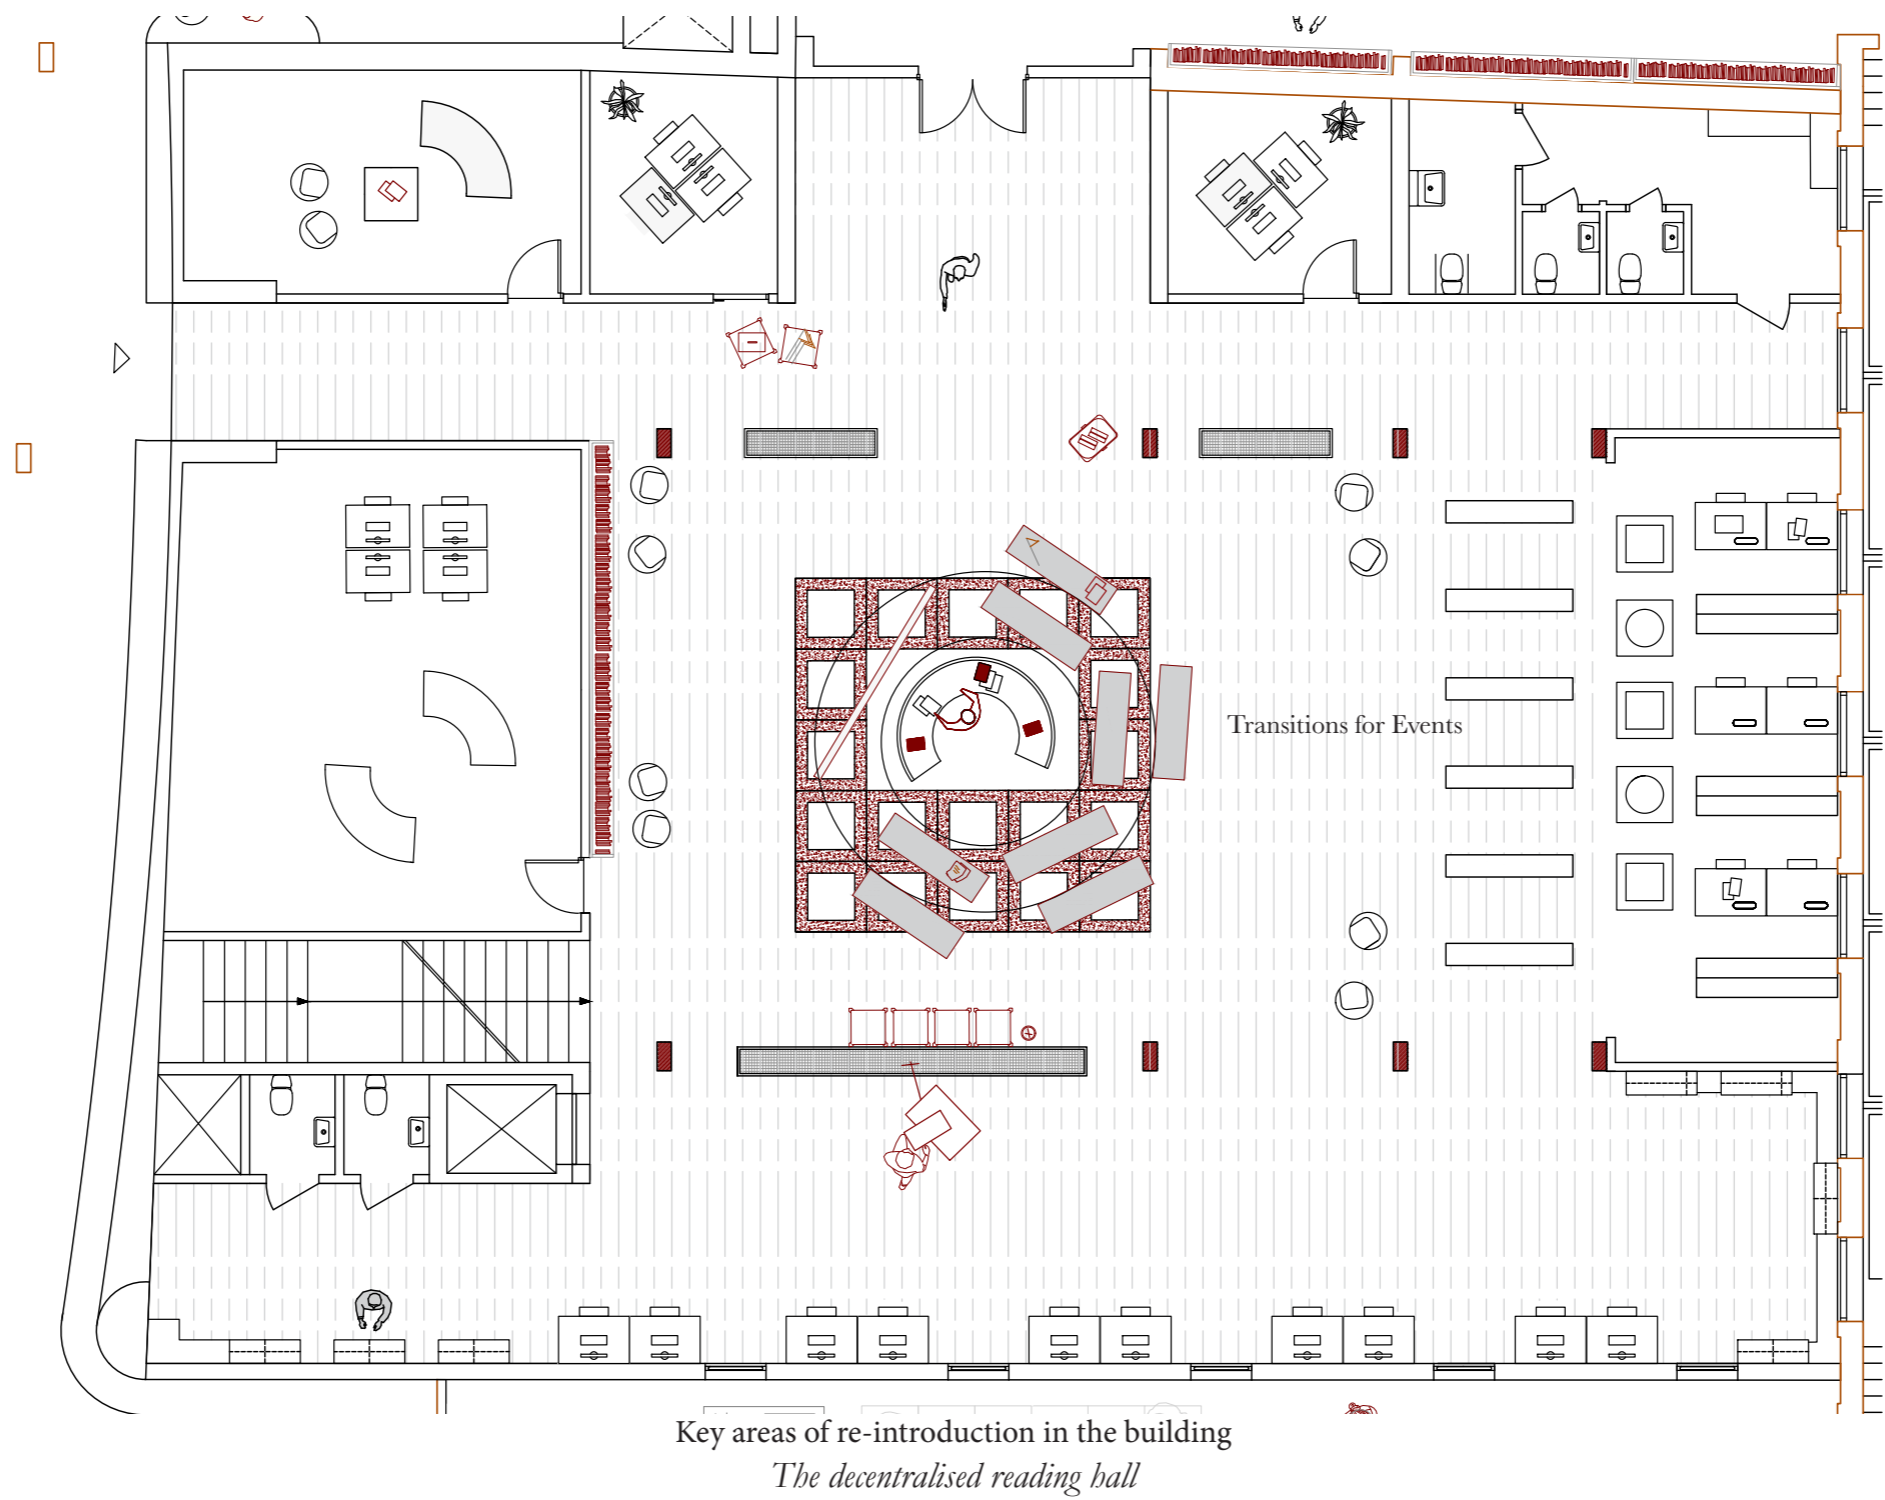 Transitions for Events
Key areas of re-introduction in the building
The decentralised reading hall